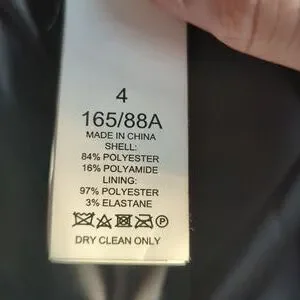 4
165/88A
MADE IN CHINA
SHELL:
84% POLYESTER
16% POLYAMIDE
LINING:
97% POLYESTER
3% ELASTANE
P
DRY CLEAN ONLY